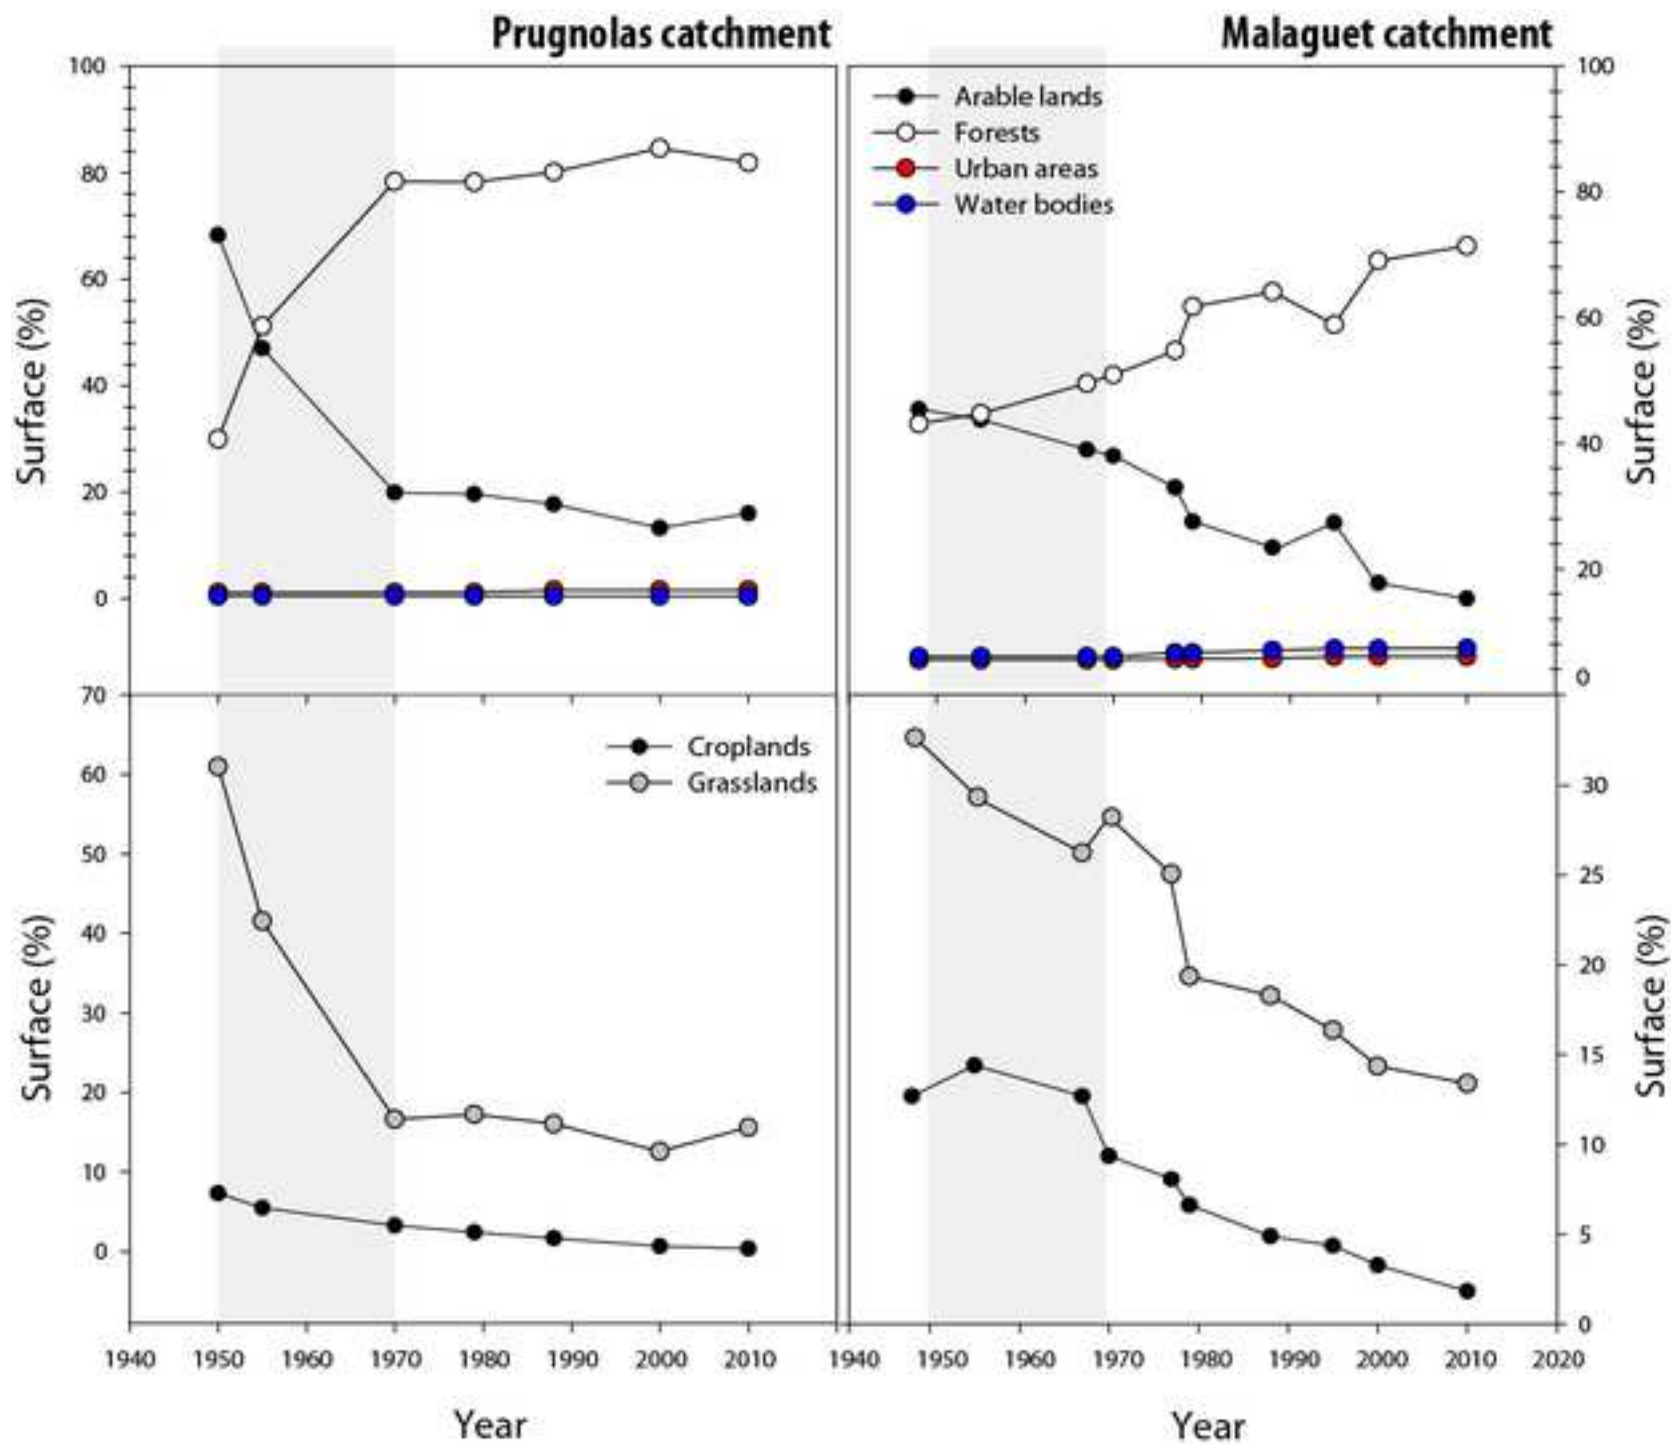 Prugnolas catchment
Malaguet catchment
100
80
60
40
20
0
Surface (%)
Arable lands
Forests
Urban areas
Water bodies
100
80
60
40
20
0
Surface (%)
70
60
50
40
30
20
10
0
Surface (%)
Croplands
Grasslands
30
25
20
15
10
5
0
Surface (%)
1940 1950 1960 1970 1980 1990 2000 2010
1940 1950 1960 1970 1980 1990 2000 2010 2020
Year
Year